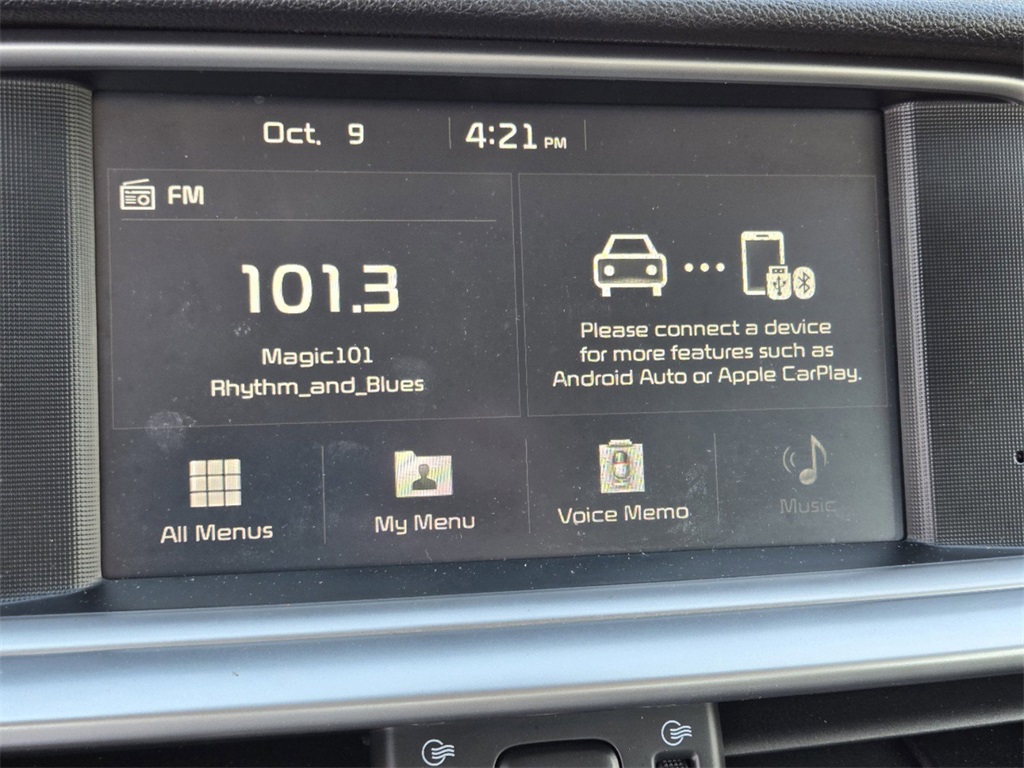 Oct. 9
4:21 PM
FM
101.3
Magic101
Rhythm_and_Blues
Please connect a device
for more features such as
Android Auto or Apple CarPlay.
All Menus
My Menu
Voice Memo
Music